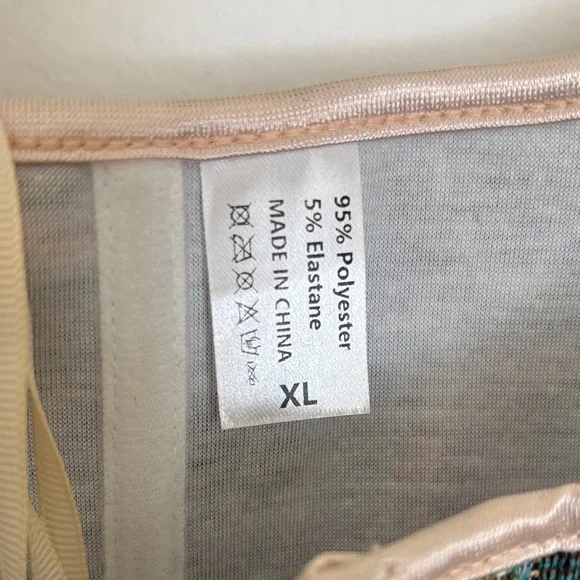 95% Polyester
5% Elastane
MADE IN CHINA
XL